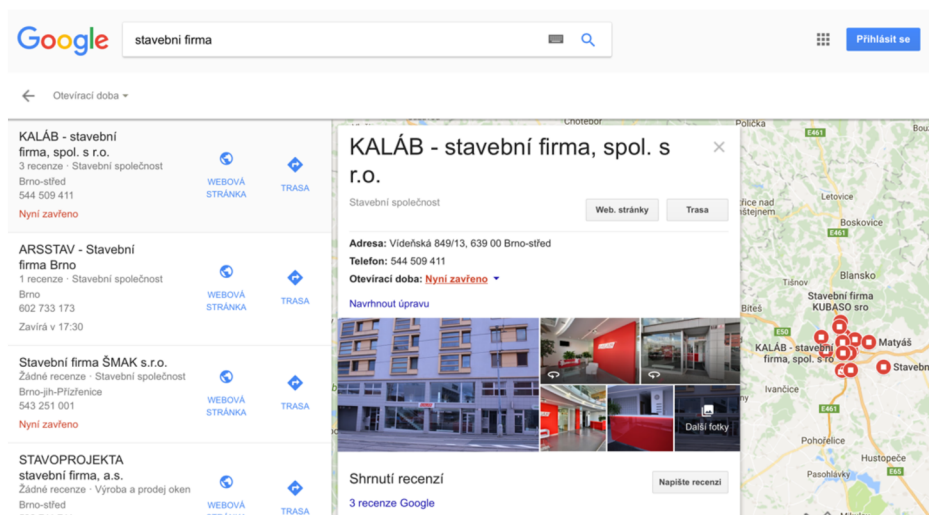 Google
stavebni firma
Přihlásit se
Otevírací doba
KALÁB - stavební
firma, spol. s r.o.
3 recenze · Stavební společnost
Brno-střed
544 509 411
Nyní zavřeno
WEBOVÁ
STRÁNKA
TRASA
ARSSTAV - Stavební
firma Brno
1 recenze · Stavební společnost
Brno
602 733 173
Zavírá v 17:30
WEBOVÁ
STRÁNKA
TRASA
Stavební firma ŠMAK s.r.o.
Žádné recenze · Stavební společnost
Brno-jih-Přízřenice
543 251 001
Nyní zavřeno
WEBOVÁ
STRÁNKA
TRASA
STAVOPROJEKTA
stavební firma, a.s.
Žádné recenze · Výroba a prodej oken
Brno-střed
WEBOVÁ
TRASA
KALÁB - stavební firma, spol. s
r.o.
Stavební společnost
Web. stránky
Trasa
Adresa: Vídeňská 849/13, 639 00 Brno-střed
Telefon: 544 509 411
Otevírací doba: Nyní zavřeno
Navrhnout úpravu
Další fotky
Shrnutí recenzí
Napište recenzi
3 recenze Google
Chotěboř
Polička
E461
Letovice
Boskovice
E461
Blansko
Tišnov
Stavební firma
KUBASO sro
E50
Matyáš
KALÁB - stavební
firma, spol. s ro
Ivančice
E461
Pohořelice
Hustopeče
Pasohlávky
E65